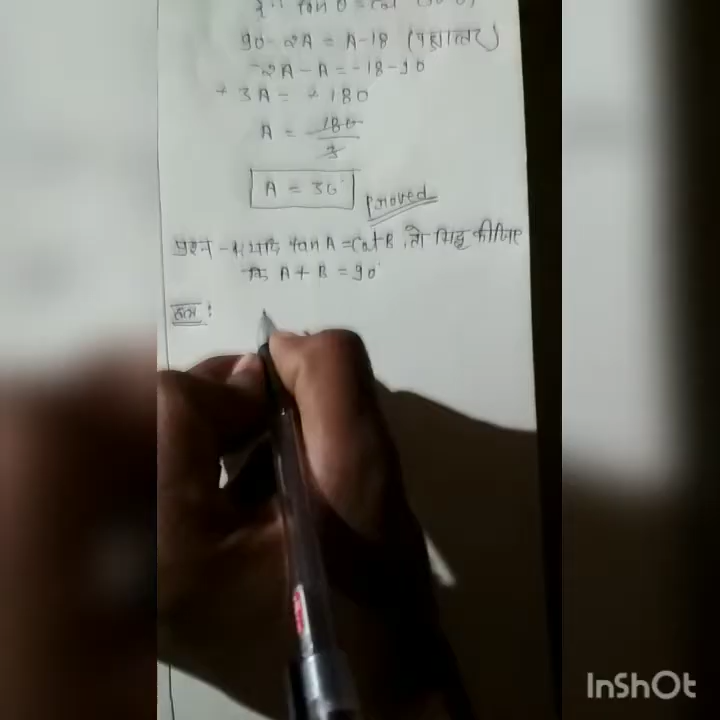 90 - 2A = A - 18 (पक्षान्तर)
-2A - A = -18 - 90
+ 3A = + 180
A = 180/3
A = 36°
Proved
प्रश्न - यदि tan A = Cot B, तो सिद्ध कीजिए
कि A + B = 90°
हल :
InShOt